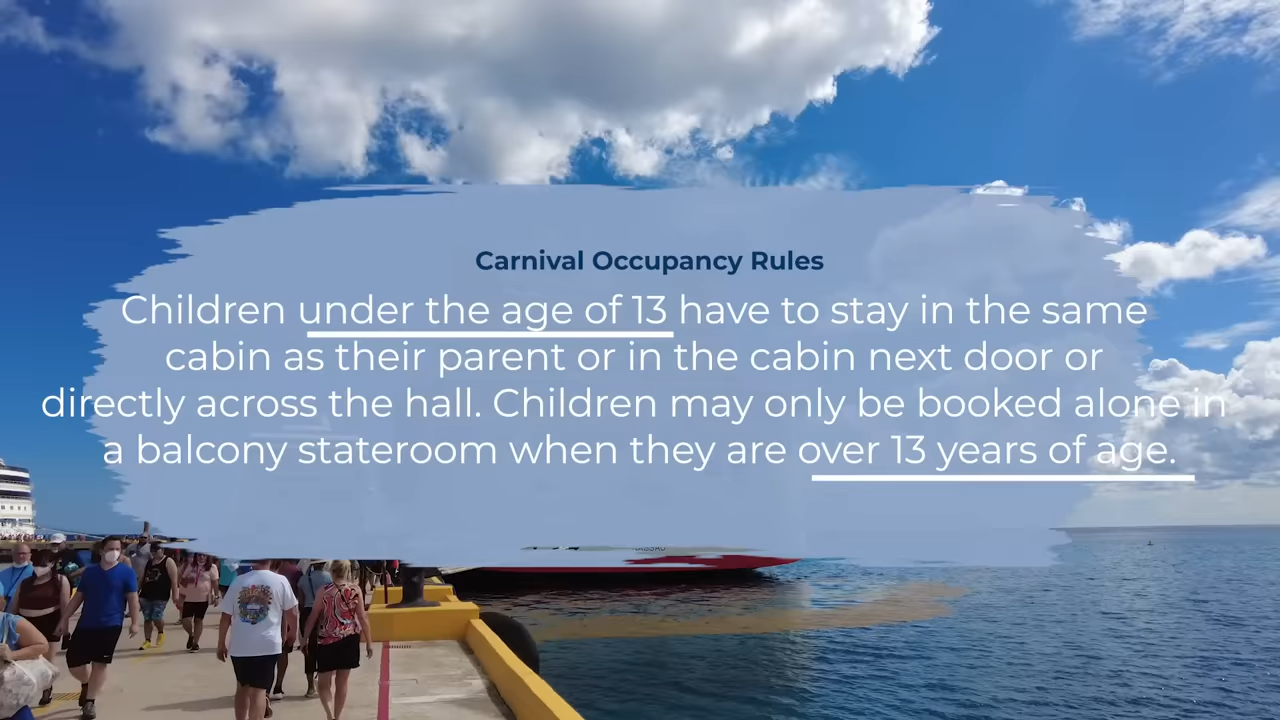 Carnival Occupancy Rules
Children under the age of 13 have to stay in the same
cabin as their parent or in the cabin next door or
directly across the hall. Children may only be booked alone in
a balcony stateroom when they are over 13 years of age.